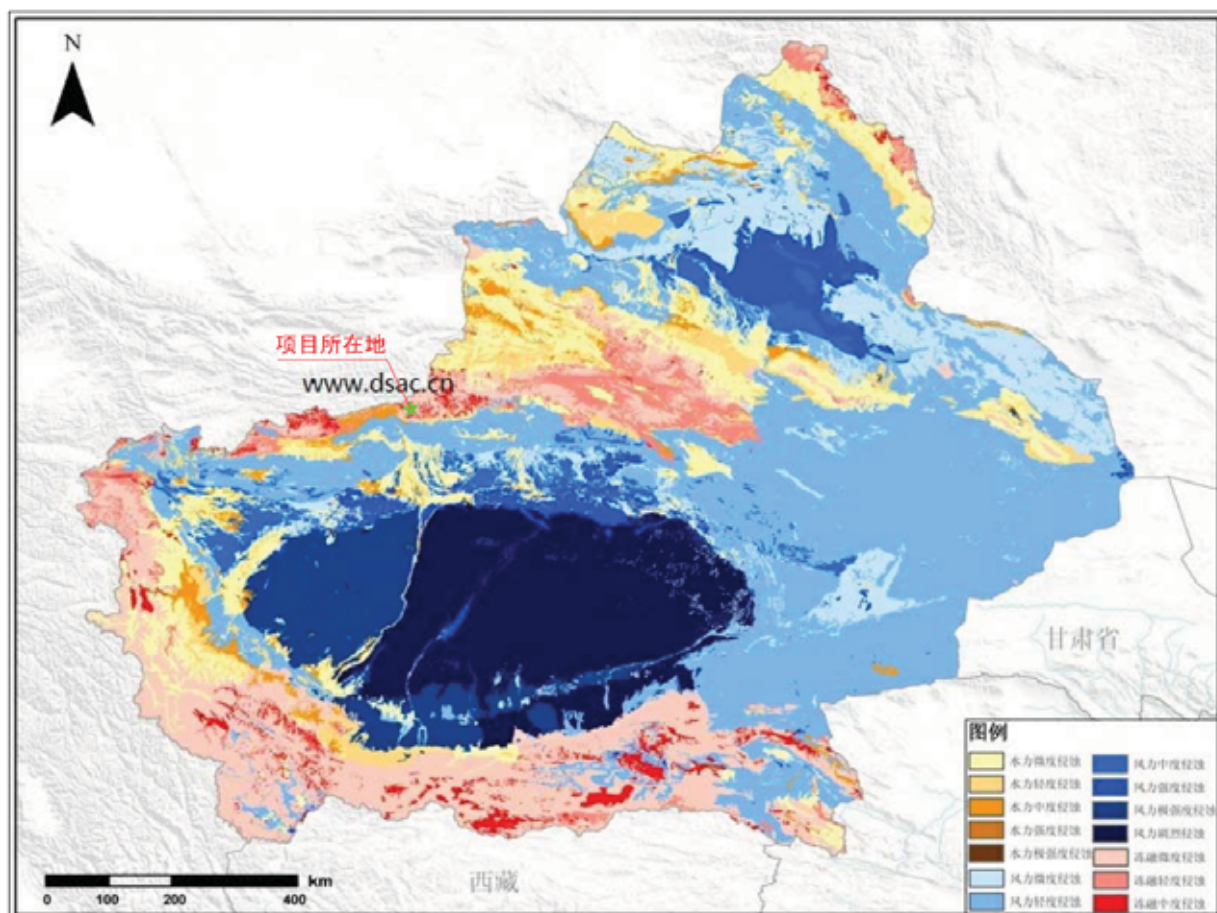 N
项目所在地
www.dsac.cn
甘肃省
西藏
0 100 200 400
km
图例
水力微度侵蚀
水力轻度侵蚀
水力中度侵蚀
水力强度侵蚀
水力极强度侵蚀
风力微度侵蚀
风力轻度侵蚀
风力中度侵蚀
风力强度侵蚀
风力极强度侵蚀
风力剧烈侵蚀
冻融微度侵蚀
冻融轻度侵蚀
冻融中度侵蚀